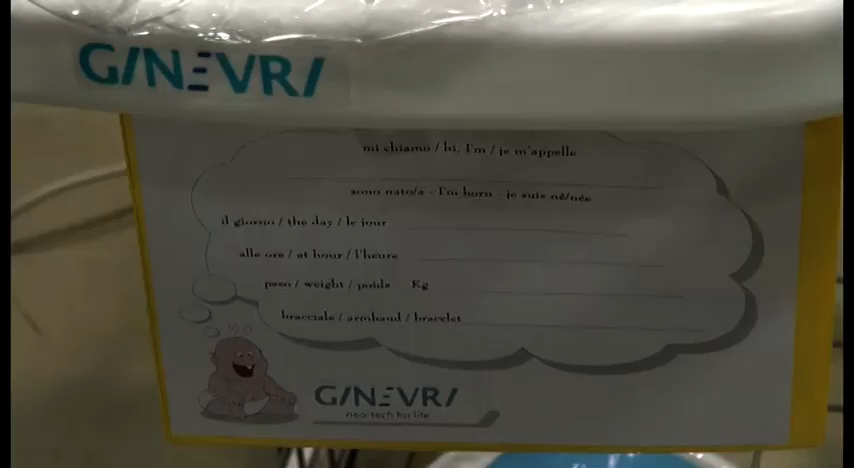 GINEVRI
mi chiamo / hi, I'm / je m'appelle
sono nato/a - I'm born - je suis né/née
il giorno / the day / le jour
alle ore / at hour / l'heure
peso / weight / poids Kg
bracciale / armband / bracelet
GINEVRI
neo tech for life